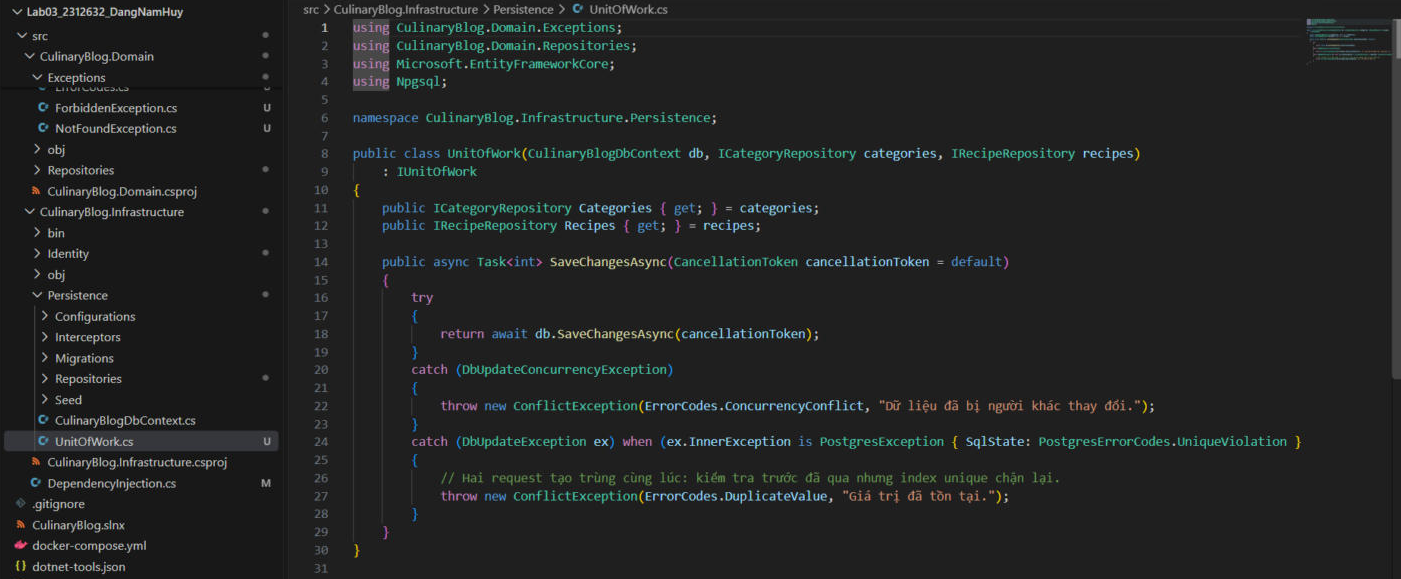 Lab03_2312632_DangNamHuy
src
CulinaryBlog.Domain
Exceptions
ErrorCodes.cs U
ForbiddenException.cs U
NotFoundException.cs U
obj
Repositories
CulinaryBlog.Domain.csproj
CulinaryBlog.Infrastructure
bin
Identity
obj
Persistence
Configurations
Interceptors
Migrations
Repositories
Seed
CulinaryBlogDbContext.cs
UnitOfWork.cs U
CulinaryBlog.Infrastructure.csproj
DependencyInjection.cs M
.gitignore
CulinaryBlog.slnx
docker-compose.yml
dotnet-tools.json
src > CulinaryBlog.Infrastructure > Persistence > UnitOfWork.cs
1 using CulinaryBlog.Domain.Exceptions;
2 using CulinaryBlog.Domain.Repositories;
3 using Microsoft.EntityFrameworkCore;
4 using Npgsql;
5
6 namespace CulinaryBlog.Infrastructure.Persistence;
7
8 public class UnitOfWork(CulinaryBlogDbContext db, ICategoryRepository categories, IRecipeRepository recipes)
9 : IUnitOfWork
10 {
11 public ICategoryRepository Categories { get; } = categories;
12 public IRecipeRepository Recipes { get; } = recipes;
13
14 public async Task<int> SaveChangesAsync(CancellationToken cancellationToken = default)
15 {
16 try
17 {
18 return await db.SaveChangesAsync(cancellationToken);
19 }
20 catch (DbUpdateConcurrencyException)
21 {
22 throw new ConflictException(ErrorCodes.ConcurrencyConflict, "Dữ liệu đã bị người khác thay đổi.");
23 }
24 catch (DbUpdateException ex) when (ex.InnerException is PostgresException { SqlState: PostgresErrorCodes.UniqueViolation }
25 {
26 // Hai request tạo trùng cùng lúc: kiểm tra trước đã qua nhưng index unique chặn lại.
27 throw new ConflictException(ErrorCodes.DuplicateValue, "Giá trị đã tồn tại.");
28 }
29 }
30 }
31